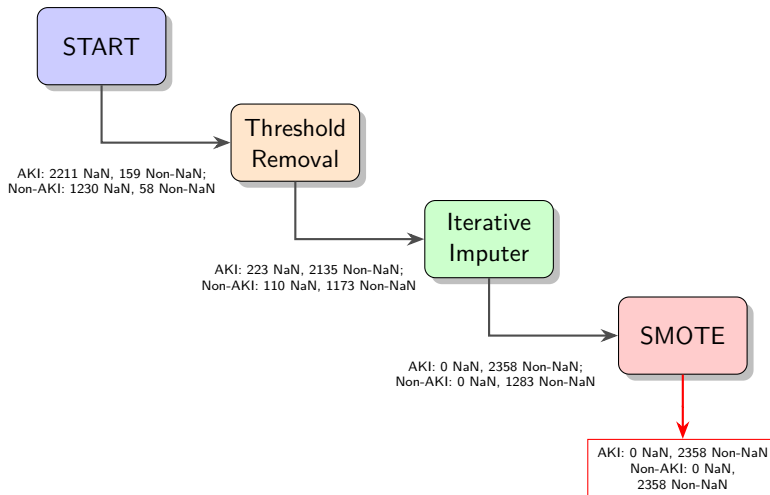 START
Threshold
Removal
AKI: 2211 NaN, 159 Non-NaN;
Non-AKI: 1230 NaN, 58 Non-NaN
Iterative
Imputer
AKI: 223 NaN, 2135 Non-NaN;
Non-AKI: 110 NaN, 1173 Non-NaN
SMOTE
AKI: 0 NaN, 2358 Non-NaN;
Non-AKI: 0 NaN, 1283 Non-NaN
AKI: 0 NaN, 2358 Non-NaN
Non-AKI: 0 NaN,
2358 Non-NaN